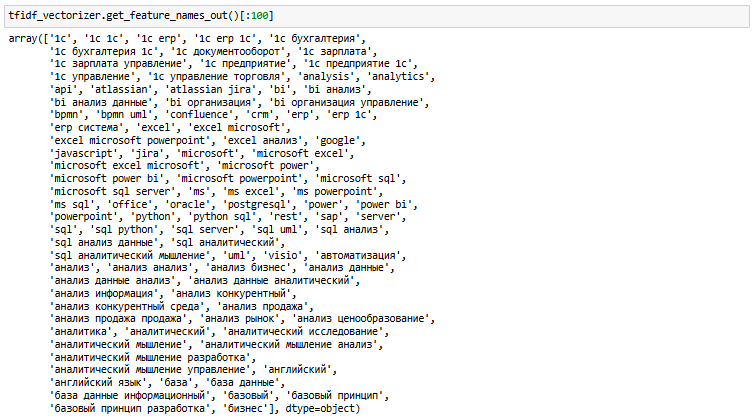 tfidf_vectorizer.get_feature_names_out()[:100]
array(['1c', '1c 1c', '1c erp', '1c erp 1c', '1c бухгалтерия',
'1c бухгалтерия 1c', '1c документооборот', '1c зарплата',
'1c зарплата управление', '1c предприятие', '1c предприятие 1c',
'1c управление', '1c управление торговля', 'analysis', 'analytics',
'api', 'atlassian', 'atlassian jira', 'bi', 'bi анализ',
'bi анализ данные', 'bi организация', 'bi организация управление',
'bpmn', 'bpmn uml', 'confluence', 'crm', 'erp', 'erp 1c',
'erp система', 'excel', 'excel microsoft',
'excel microsoft powerpoint', 'excel анализ', 'google',
'javascript', 'jira', 'microsoft', 'microsoft excel',
'microsoft excel microsoft', 'microsoft power',
'microsoft power bi', 'microsoft powerpoint', 'microsoft sql',
'microsoft sql server', 'ms', 'ms excel', 'ms powerpoint',
'ms sql', 'office', 'oracle', 'postgresql', 'power', 'power bi',
'powerpoint', 'python', 'python sql', 'rest', 'sap', 'server',
'sql', 'sql python', 'sql server', 'sql uml', 'sql анализ',
'sql анализ данные', 'sql аналитический',
'sql аналитический мышление', 'uml', 'visio', 'автоматизация',
'анализ', 'анализ анализ', 'анализ бизнес', 'анализ данные',
'анализ данные анализ', 'анализ данные аналитический',
'анализ информация', 'анализ конкурентный',
'анализ конкурентный среда', 'анализ продажа',
'анализ продажа продажа', 'анализ рынок', 'анализ ценообразование',
'аналитика', 'аналитический', 'аналитический исследование',
'аналитический мышление', 'аналитический мышление анализ',
'аналитический мышление разработка',
'аналитический мышление управление', 'английский',
'английский язык', 'база', 'база данные',
'база данные информационный', 'базовый', 'базовый принцип',
'базовый принцип разработка', 'бизнес'], dtype=object)